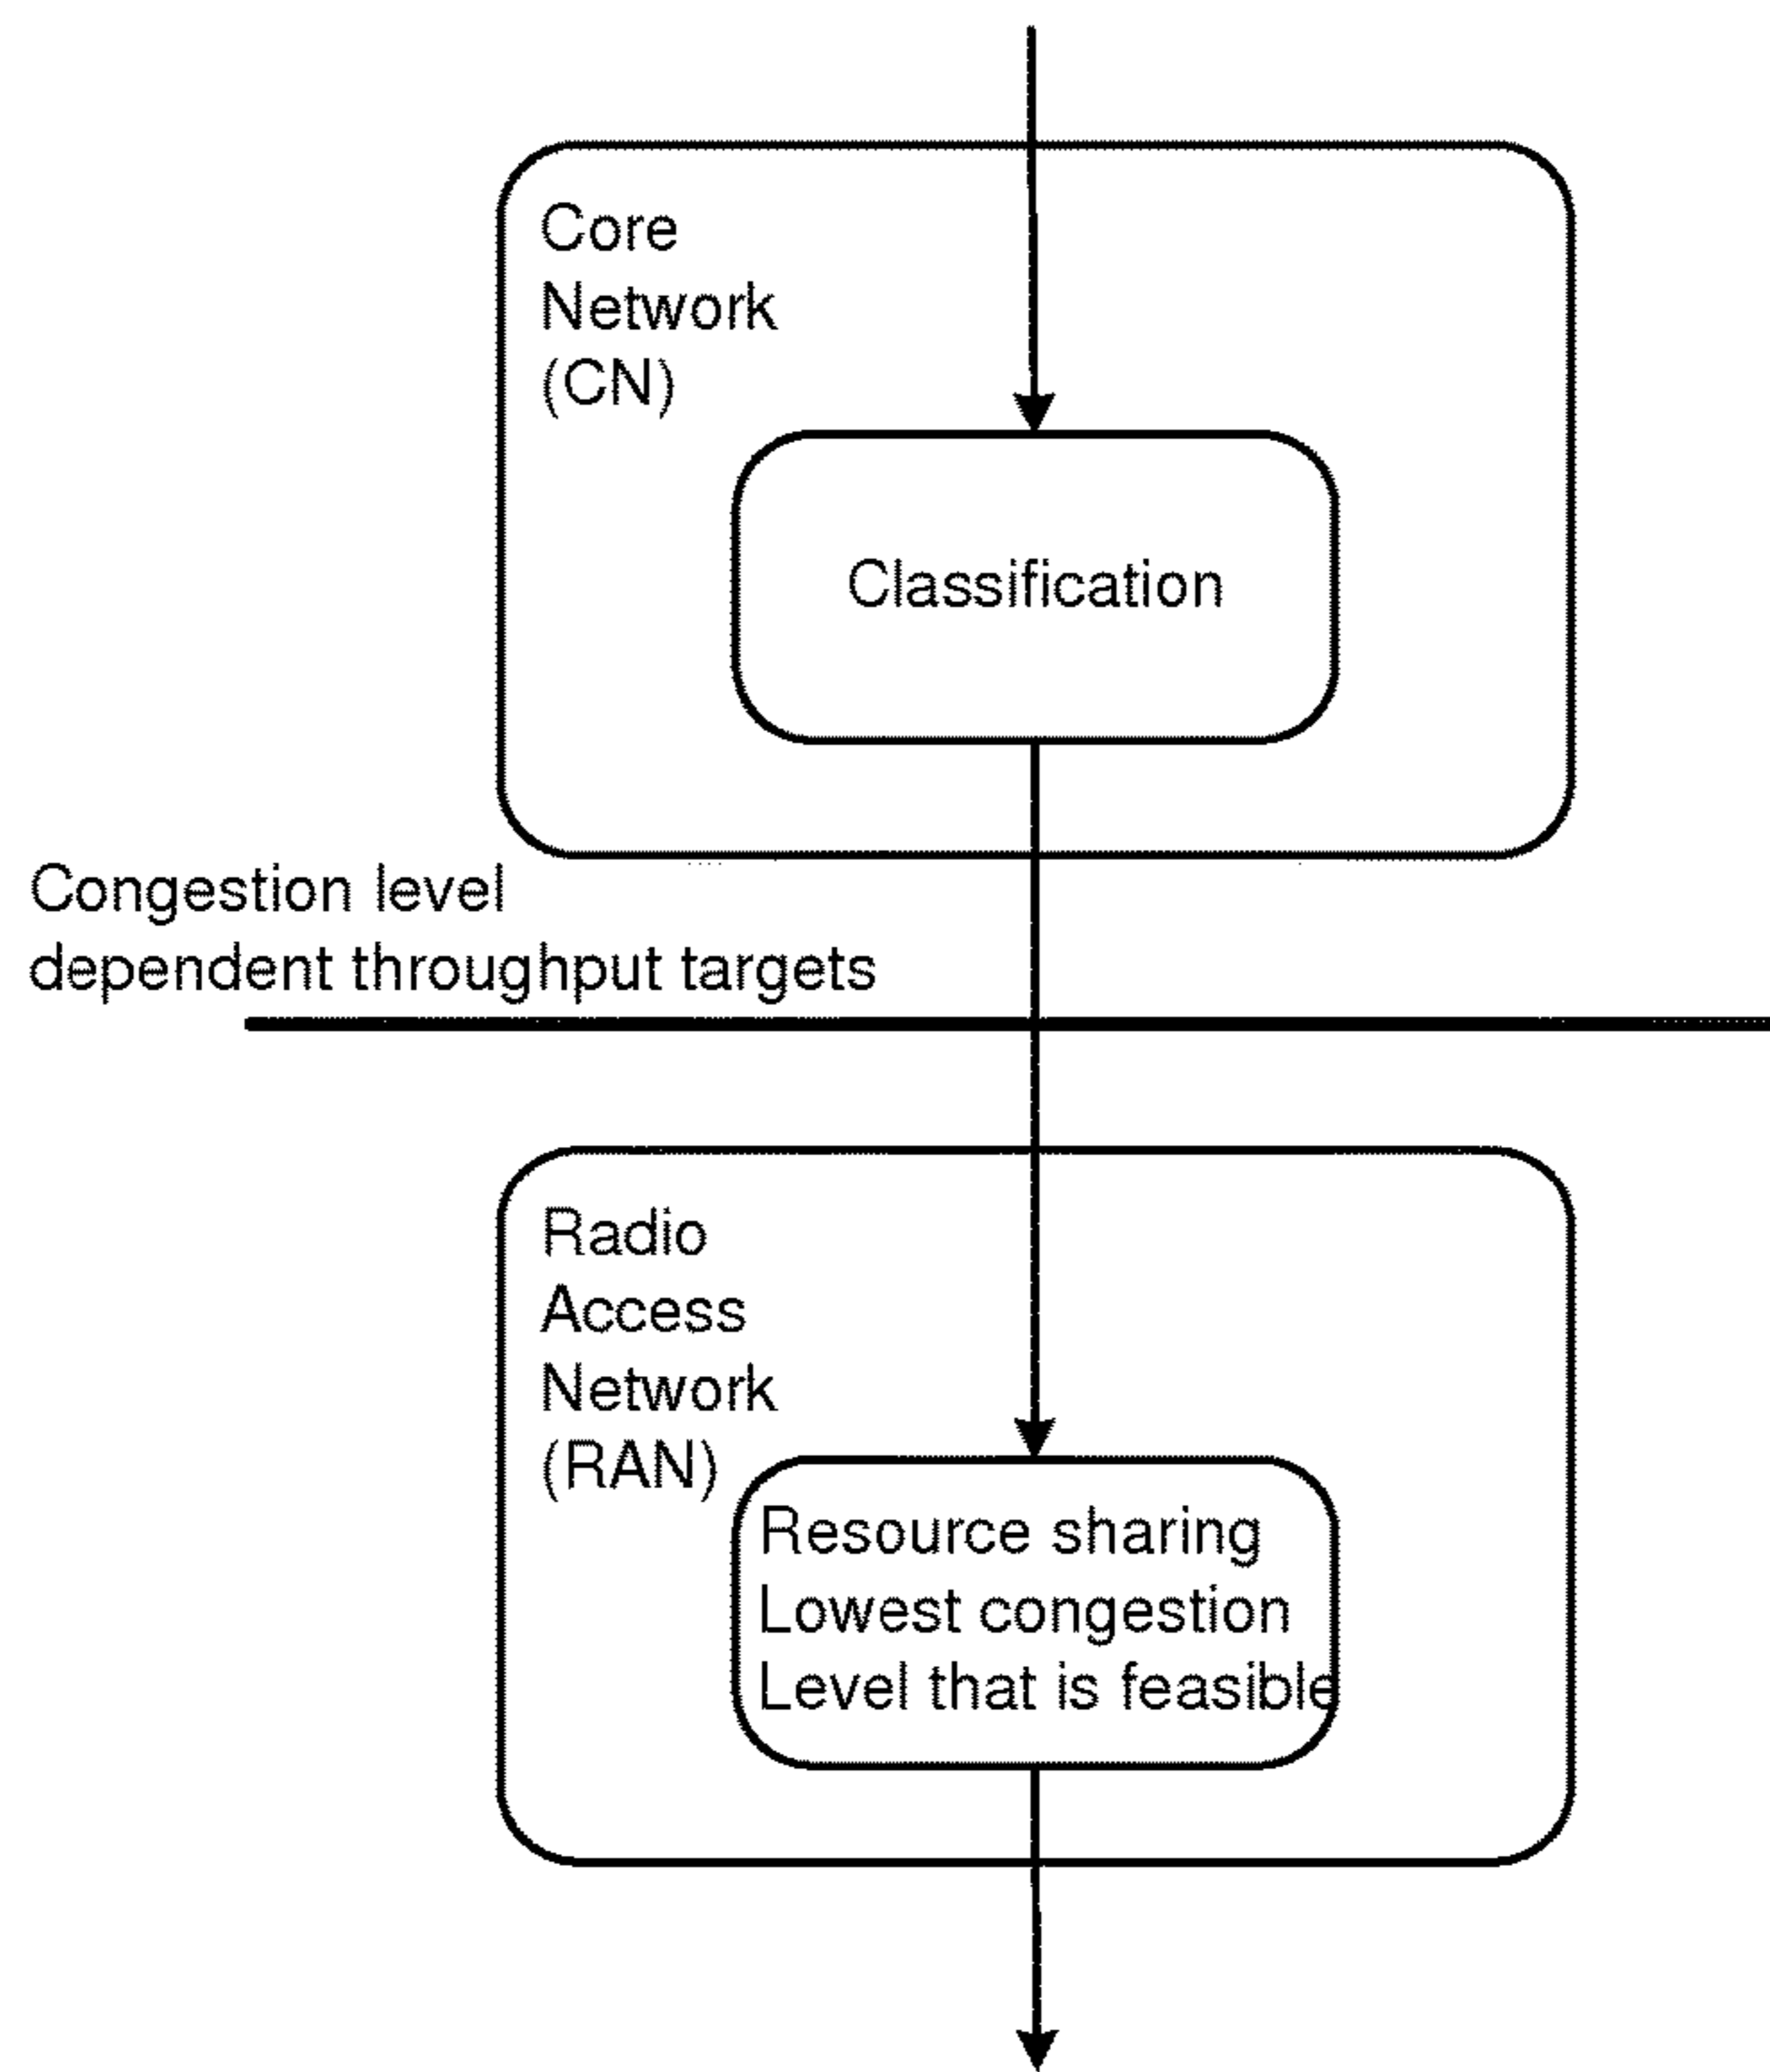 Core
Network
(CN)
Classification
Congestion level
dependent throughput targets
Radio
Access
Network
(RAN)
Resource sharing
Lowest congestion
Level that is feasible